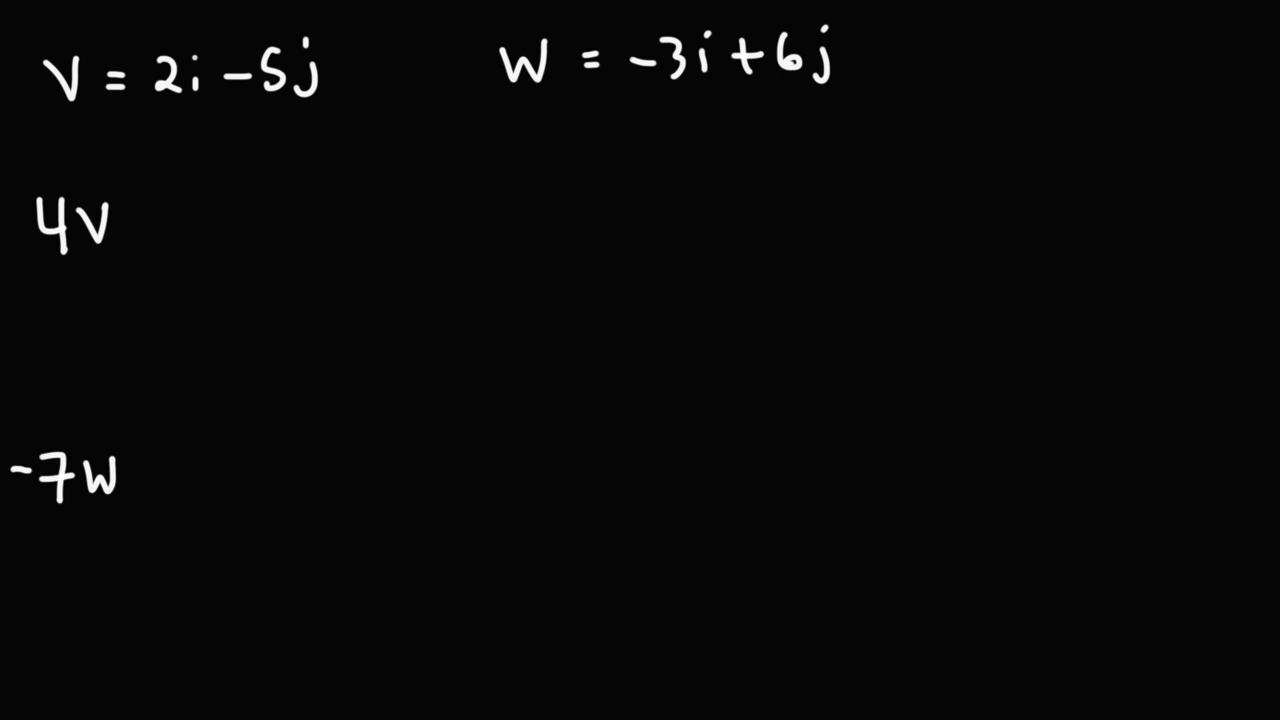 V = 2i - 5j W = -3i + 6j
4V
-7W